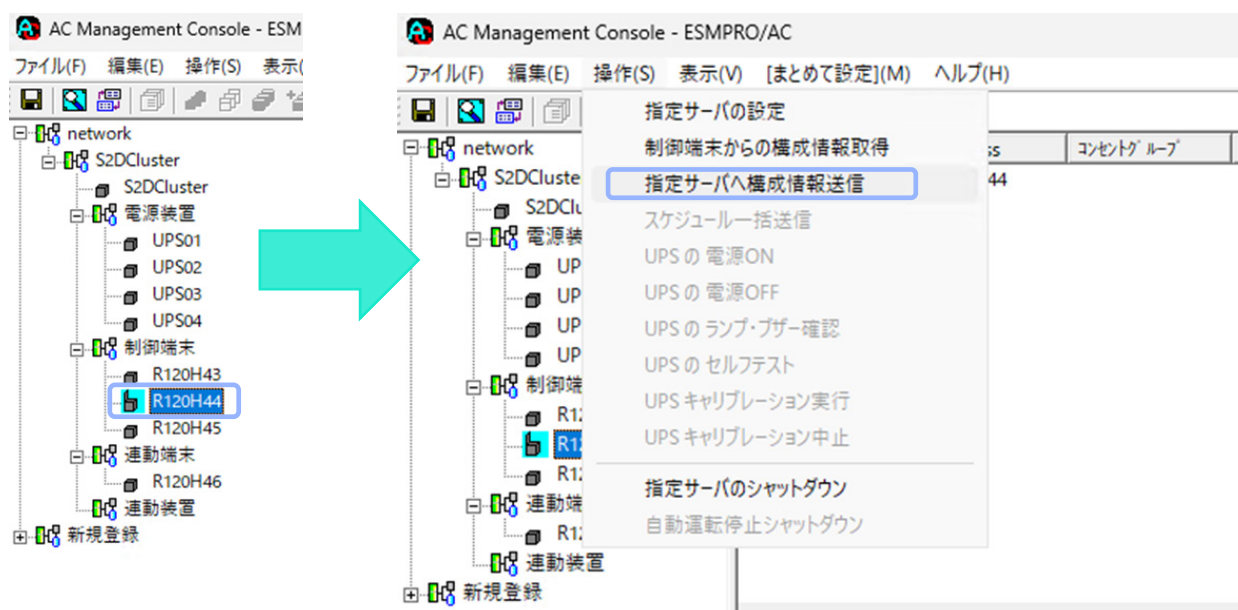 AC Management Console - ESM
ファイル(F) 編集(E) 操作(S) 表示(
network
S2DCluster
S2DCluster
電源装置
UPS01
UPS02
UPS03
UPS04
制御端末
R120H43
R120H44
R120H45
連動端末
R120H46
連動装置
新規登録
AC Management Console - ESMPRO/AC
ファイル(F) 編集(E) 操作(S) 表示(V) [まとめて設定](M) ヘルプ(H)
指定サーバの設定
制御端末からの構成情報取得
指定サーバへ構成情報送信
スケジュール一括送信
UPS の 電源ON
UPS の 電源OFF
UPS の ランプ・ブザー確認
UPS の セルフテスト
UPS キャリブレーション実行
UPS キャリブレーション中止
指定サーバのシャットダウン
自動運転停止シャットダウン
ss コンセントグループ
44
network
S2DCluste
S2DClu
電源装
UP
UP
UP
UP
制御端
R12
R12
R12
連動端
R12
連動装置
新規登録